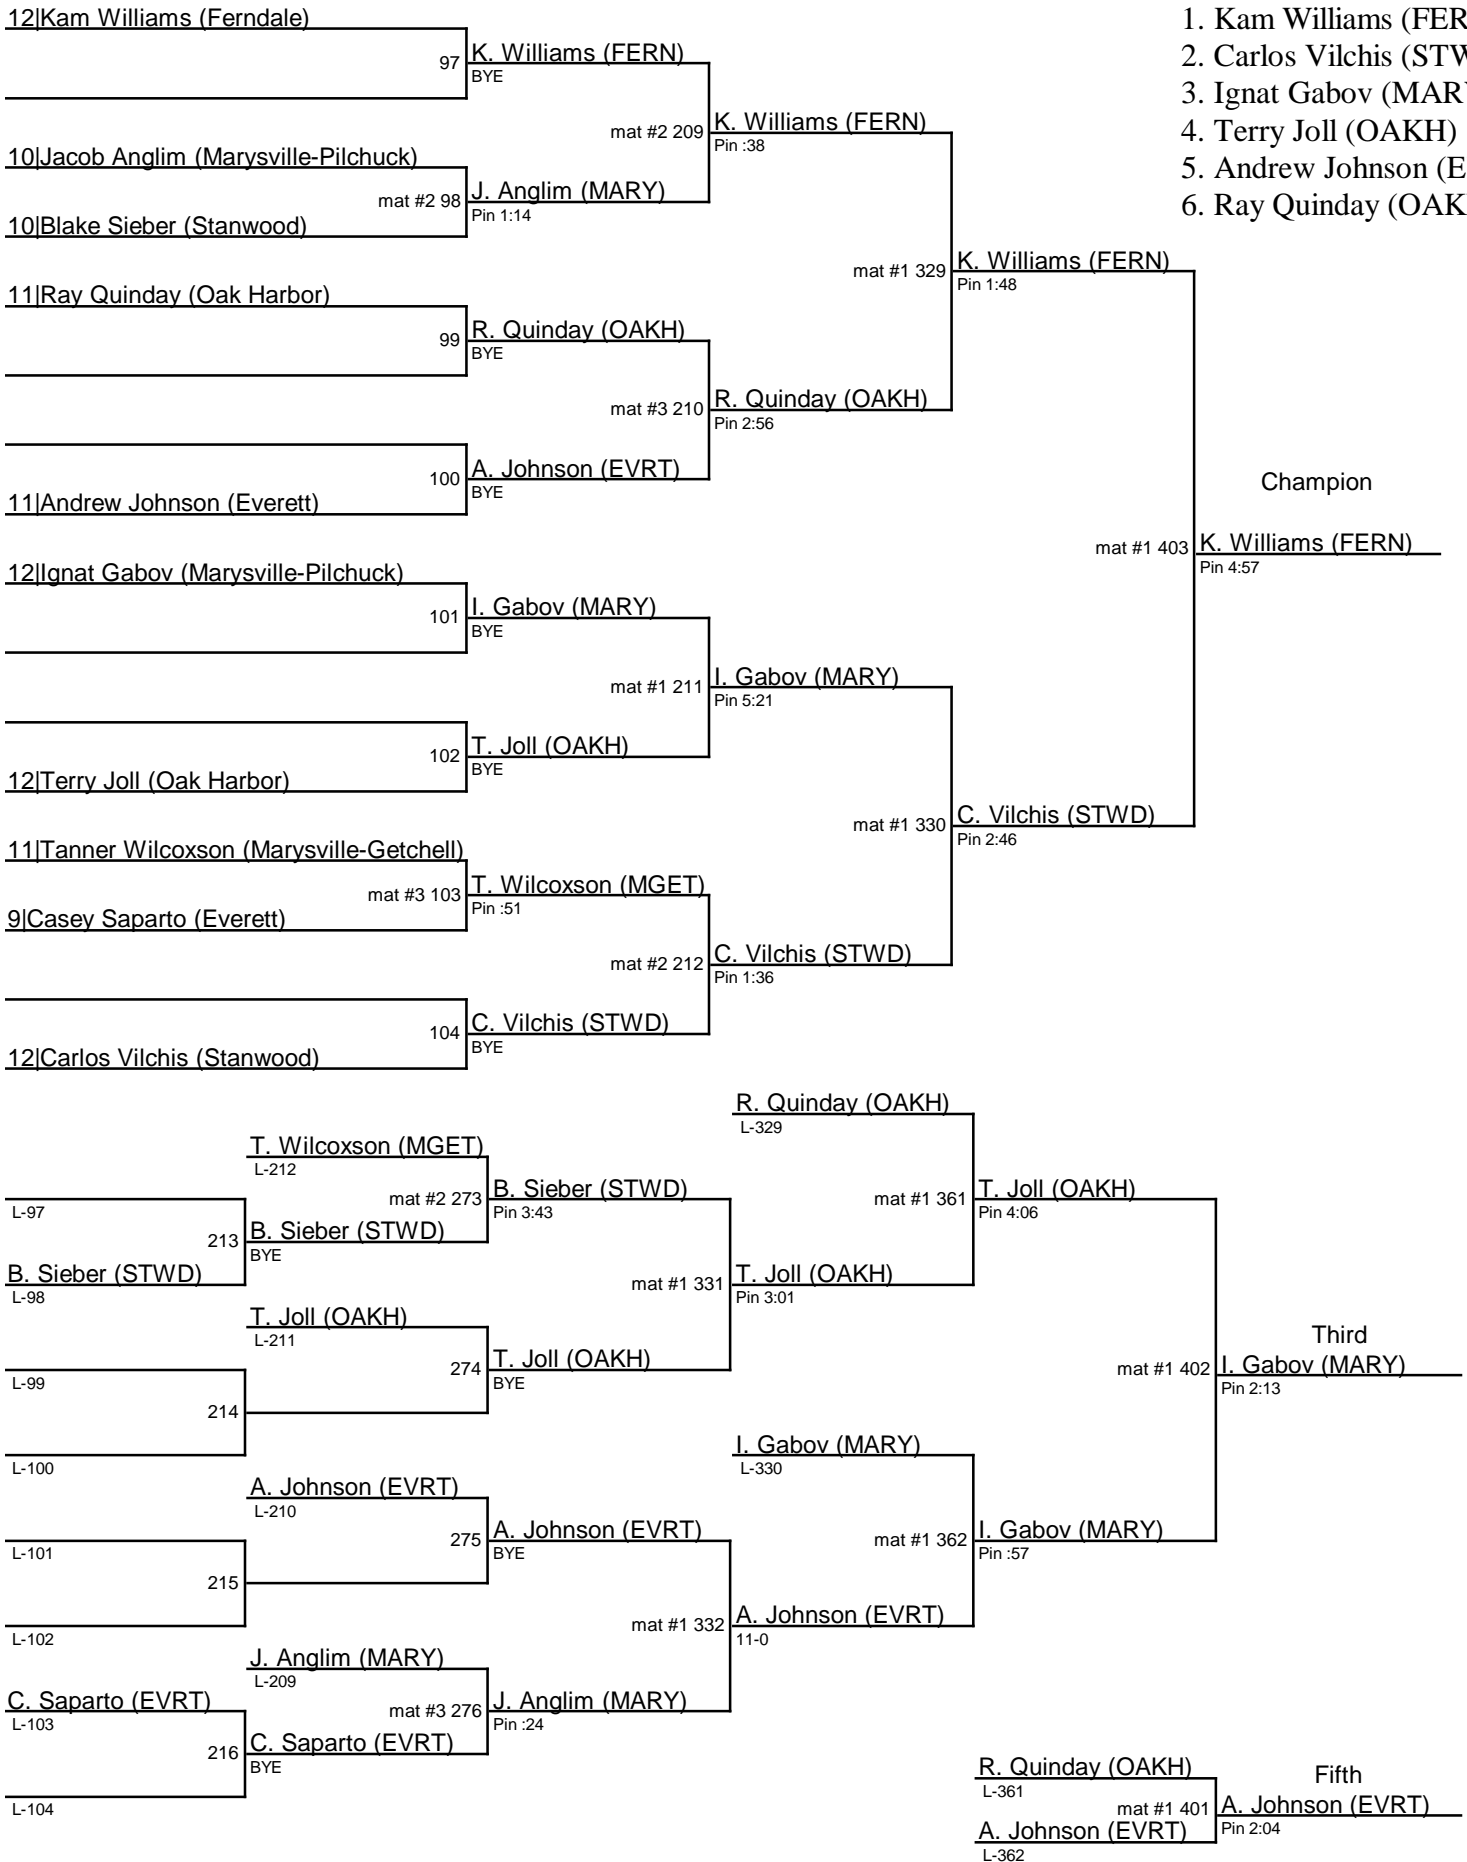 12|Kam Williams (Ferndale)
97
K. Williams (FERN)
BYE
mat #2 209
K. Williams (FERN)
Pin :38
10|Jacob Anglim (Marysville-Pilchuck)
mat #2 98
J. Anglim (MARY)
Pin 1:14
10|Blake Sieber (Stanwood)
mat #1 329
K. Williams (FERN)
Pin 1:48
11|Ray Quinday (Oak Harbor)
99
R. Quinday (OAKH)
BYE
mat #3 210
R. Quinday (OAKH)
Pin 2:56
100
A. Johnson (EVRT)
BYE
11|Andrew Johnson (Everett)
Champion
mat #1 403
K. Williams (FERN)
Pin 4:57
12|Ignat Gabov (Marysville-Pilchuck)
101
I. Gabov (MARY)
BYE
mat #1 211
I. Gabov (MARY)
Pin 5:21
102
T. Joll (OAKH)
BYE
12|Terry Joll (Oak Harbor)
mat #1 330
C. Vilchis (STWD)
Pin 2:46
11|Tanner Wilcoxson (Marysville-Getchell)
mat #3 103
T. Wilcoxson (MGET)
Pin :51
9|Casey Saparto (Everett)
mat #2 212
C. Vilchis (STWD)
Pin 1:36
104
C. Vilchis (STWD)
BYE
12|Carlos Vilchis (Stanwood)
1. Kam Williams (FER
2. Carlos Vilchis (STW
3. Ignat Gabov (MAR
4. Terry Joll (OAKH)
5. Andrew Johnson (E
6. Ray Quinday (OAK
R. Quinday (OAKH)
L-329
T. Wilcoxson (MGET)
L-212
mat #2 273
B. Sieber (STWD)
Pin 3:43
mat #1 361
T. Joll (OAKH)
Pin 4:06
L-97
213
B. Sieber (STWD)
BYE
B. Sieber (STWD)
L-98
mat #1 331
T. Joll (OAKH)
Pin 3:01
T. Joll (OAKH)
L-211
274
T. Joll (OAKH)
BYE
Third
mat #1 402
I. Gabov (MARY)
Pin 2:13
L-99
214
L-100
I. Gabov (MARY)
L-330
A. Johnson (EVRT)
L-210
275
A. Johnson (EVRT)
BYE
mat #1 362
I. Gabov (MARY)
Pin :57
L-101
215
L-102
mat #1 332
A. Johnson (EVRT)
11-0
J. Anglim (MARY)
L-209
mat #3 276
J. Anglim (MARY)
Pin :24
C. Saparto (EVRT)
L-103
216
C. Saparto (EVRT)
BYE
L-104
R. Quinday (OAKH)
L-361
Fifth
mat #1 401
A. Johnson (EVRT)
Pin 2:04
A. Johnson (EVRT)
L-362